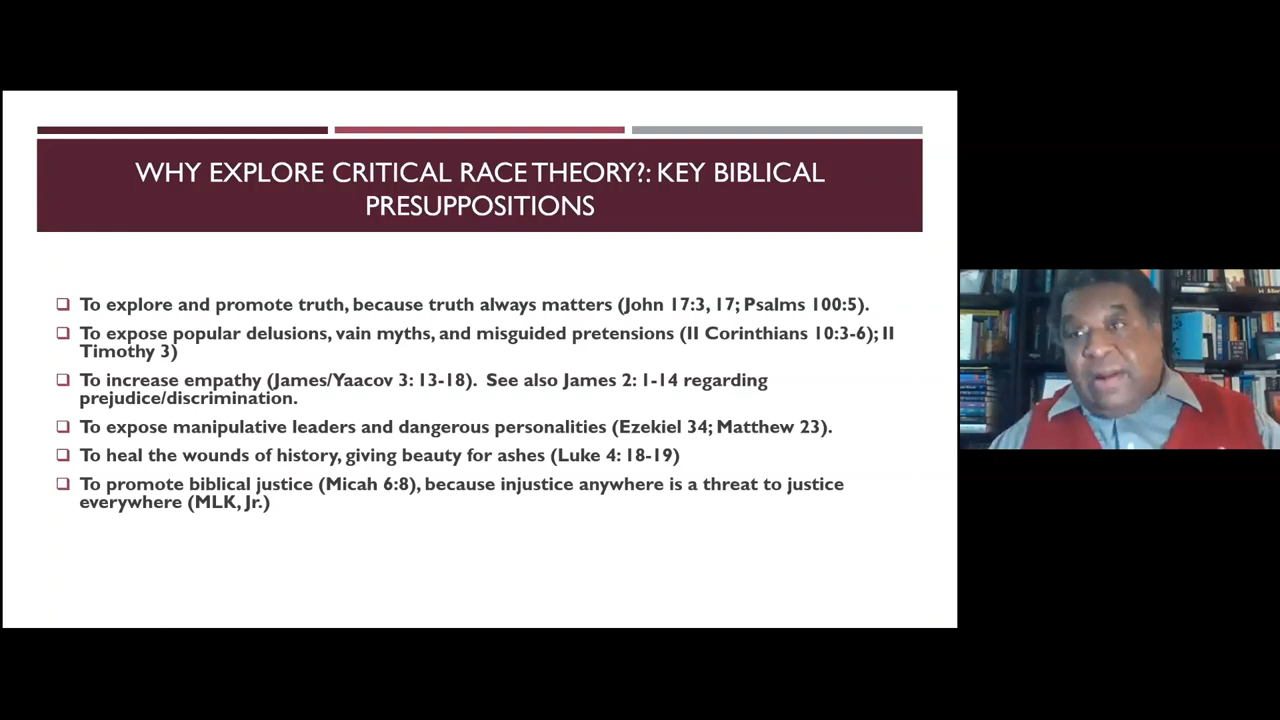 WHY EXPLORE CRITICAL RACE THEORY?: KEY BIBLICAL
PRESUPPOSITIONS
To explore and promote truth, because truth always matters (John 17:3, 17; Psalms 100:5).
To expose popular delusions, vain myths, and misguided pretensions (II Corinthians 10:3-6); II
Timothy 3)
To increase empathy (James/Yaacov 3: 13-18). See also James 2: 1-14 regarding
prejudice/discrimination.
To expose manipulative leaders and dangerous personalities (Ezekiel 34; Matthew 23).
To heal the wounds of history, giving beauty for ashes (Luke 4: 18-19)
To promote biblical justice (Micah 6:8), because injustice anywhere is a threat to justice
everywhere (MLK, Jr.)